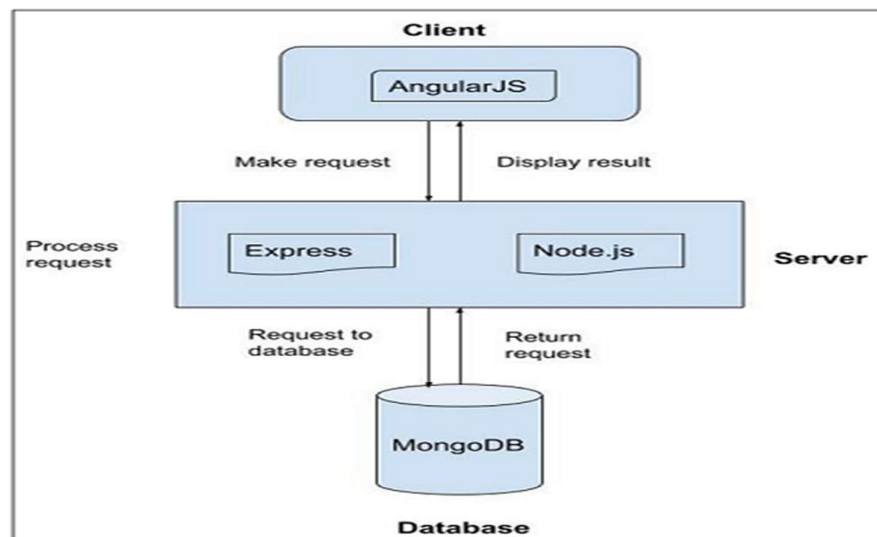 Client
AngularJS
Make request
Display result
Process
request
Express
Node.js
Server
Request to
database
Return
request
MongoDB
Database